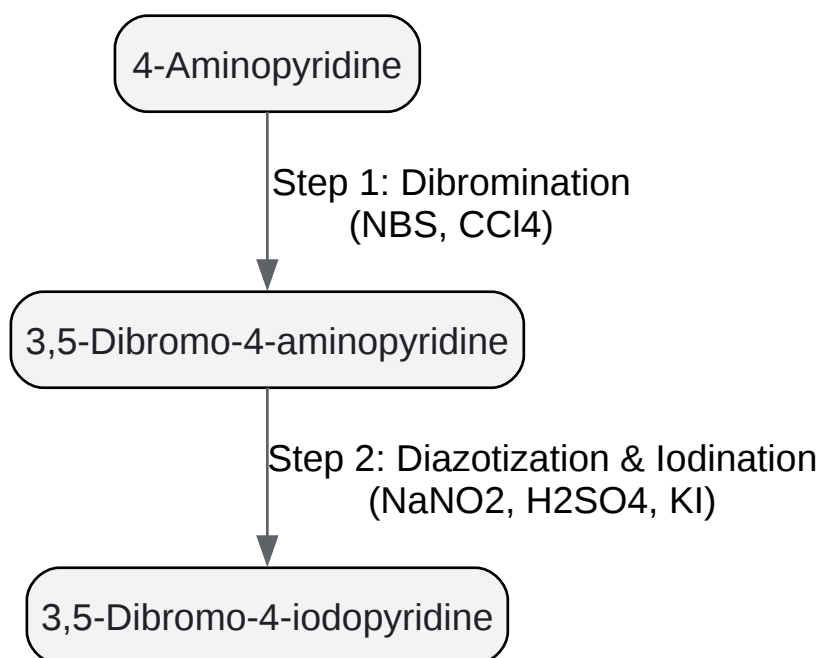 4-Aminopyridine
Step 1: Dibromination
(NBS, CCl4)
3,5-Dibromo-4-aminopyridine
Step 2: Diazotization & Iodination
(NaNO2, H2SO4, KI)
3,5-Dibromo-4-iodopyridine